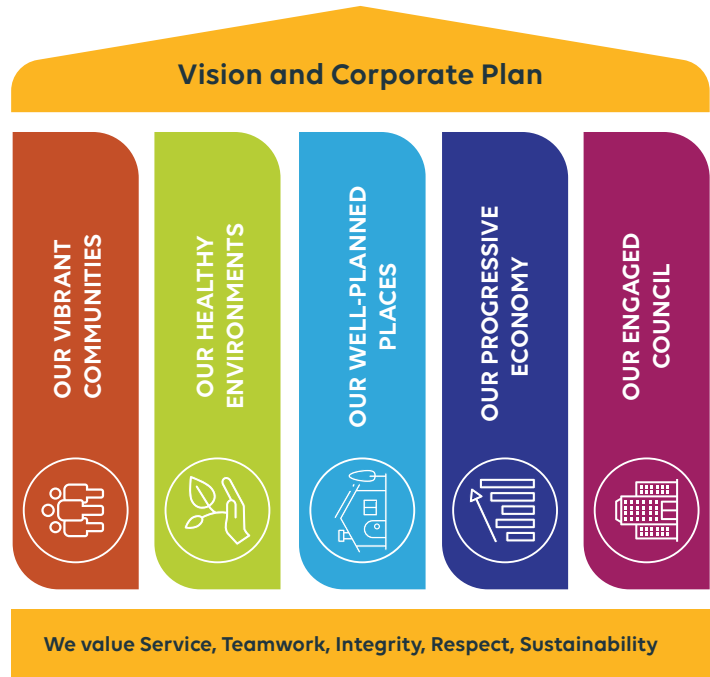 Vision and Corporate Plan
OUR VIBRANT
COMMUNITIES
OUR HEALTHY
ENVIRONMENTS
OUR WELL-PLANNED
PLACES
OUR PROGRESSIVE
ECONOMY
OUR ENGAGED
COUNCIL
We value Service, Teamwork, Integrity, Respect, Sustainability